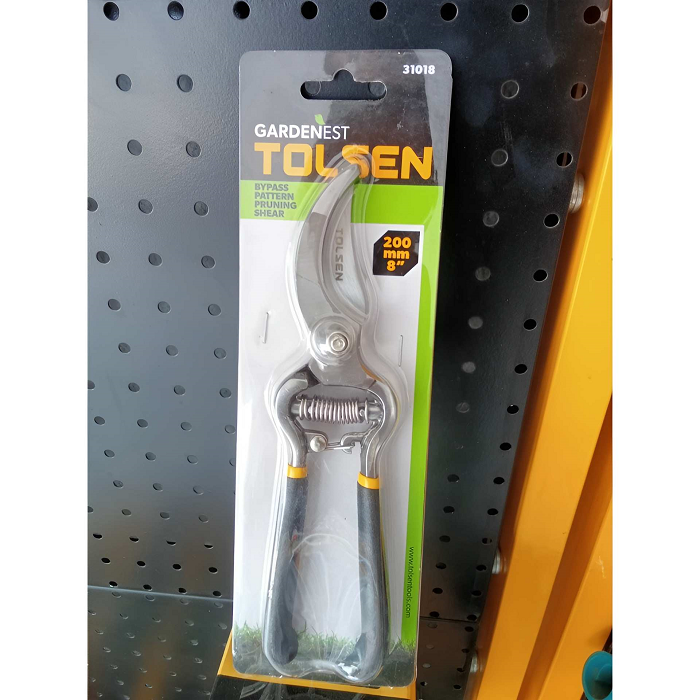 31018
GARDENEST
TOLSEN
BYPASS
PATTERN
PRUNING
SHEAR
200
mm
8"
TOLSEN
www.tolsentools.com